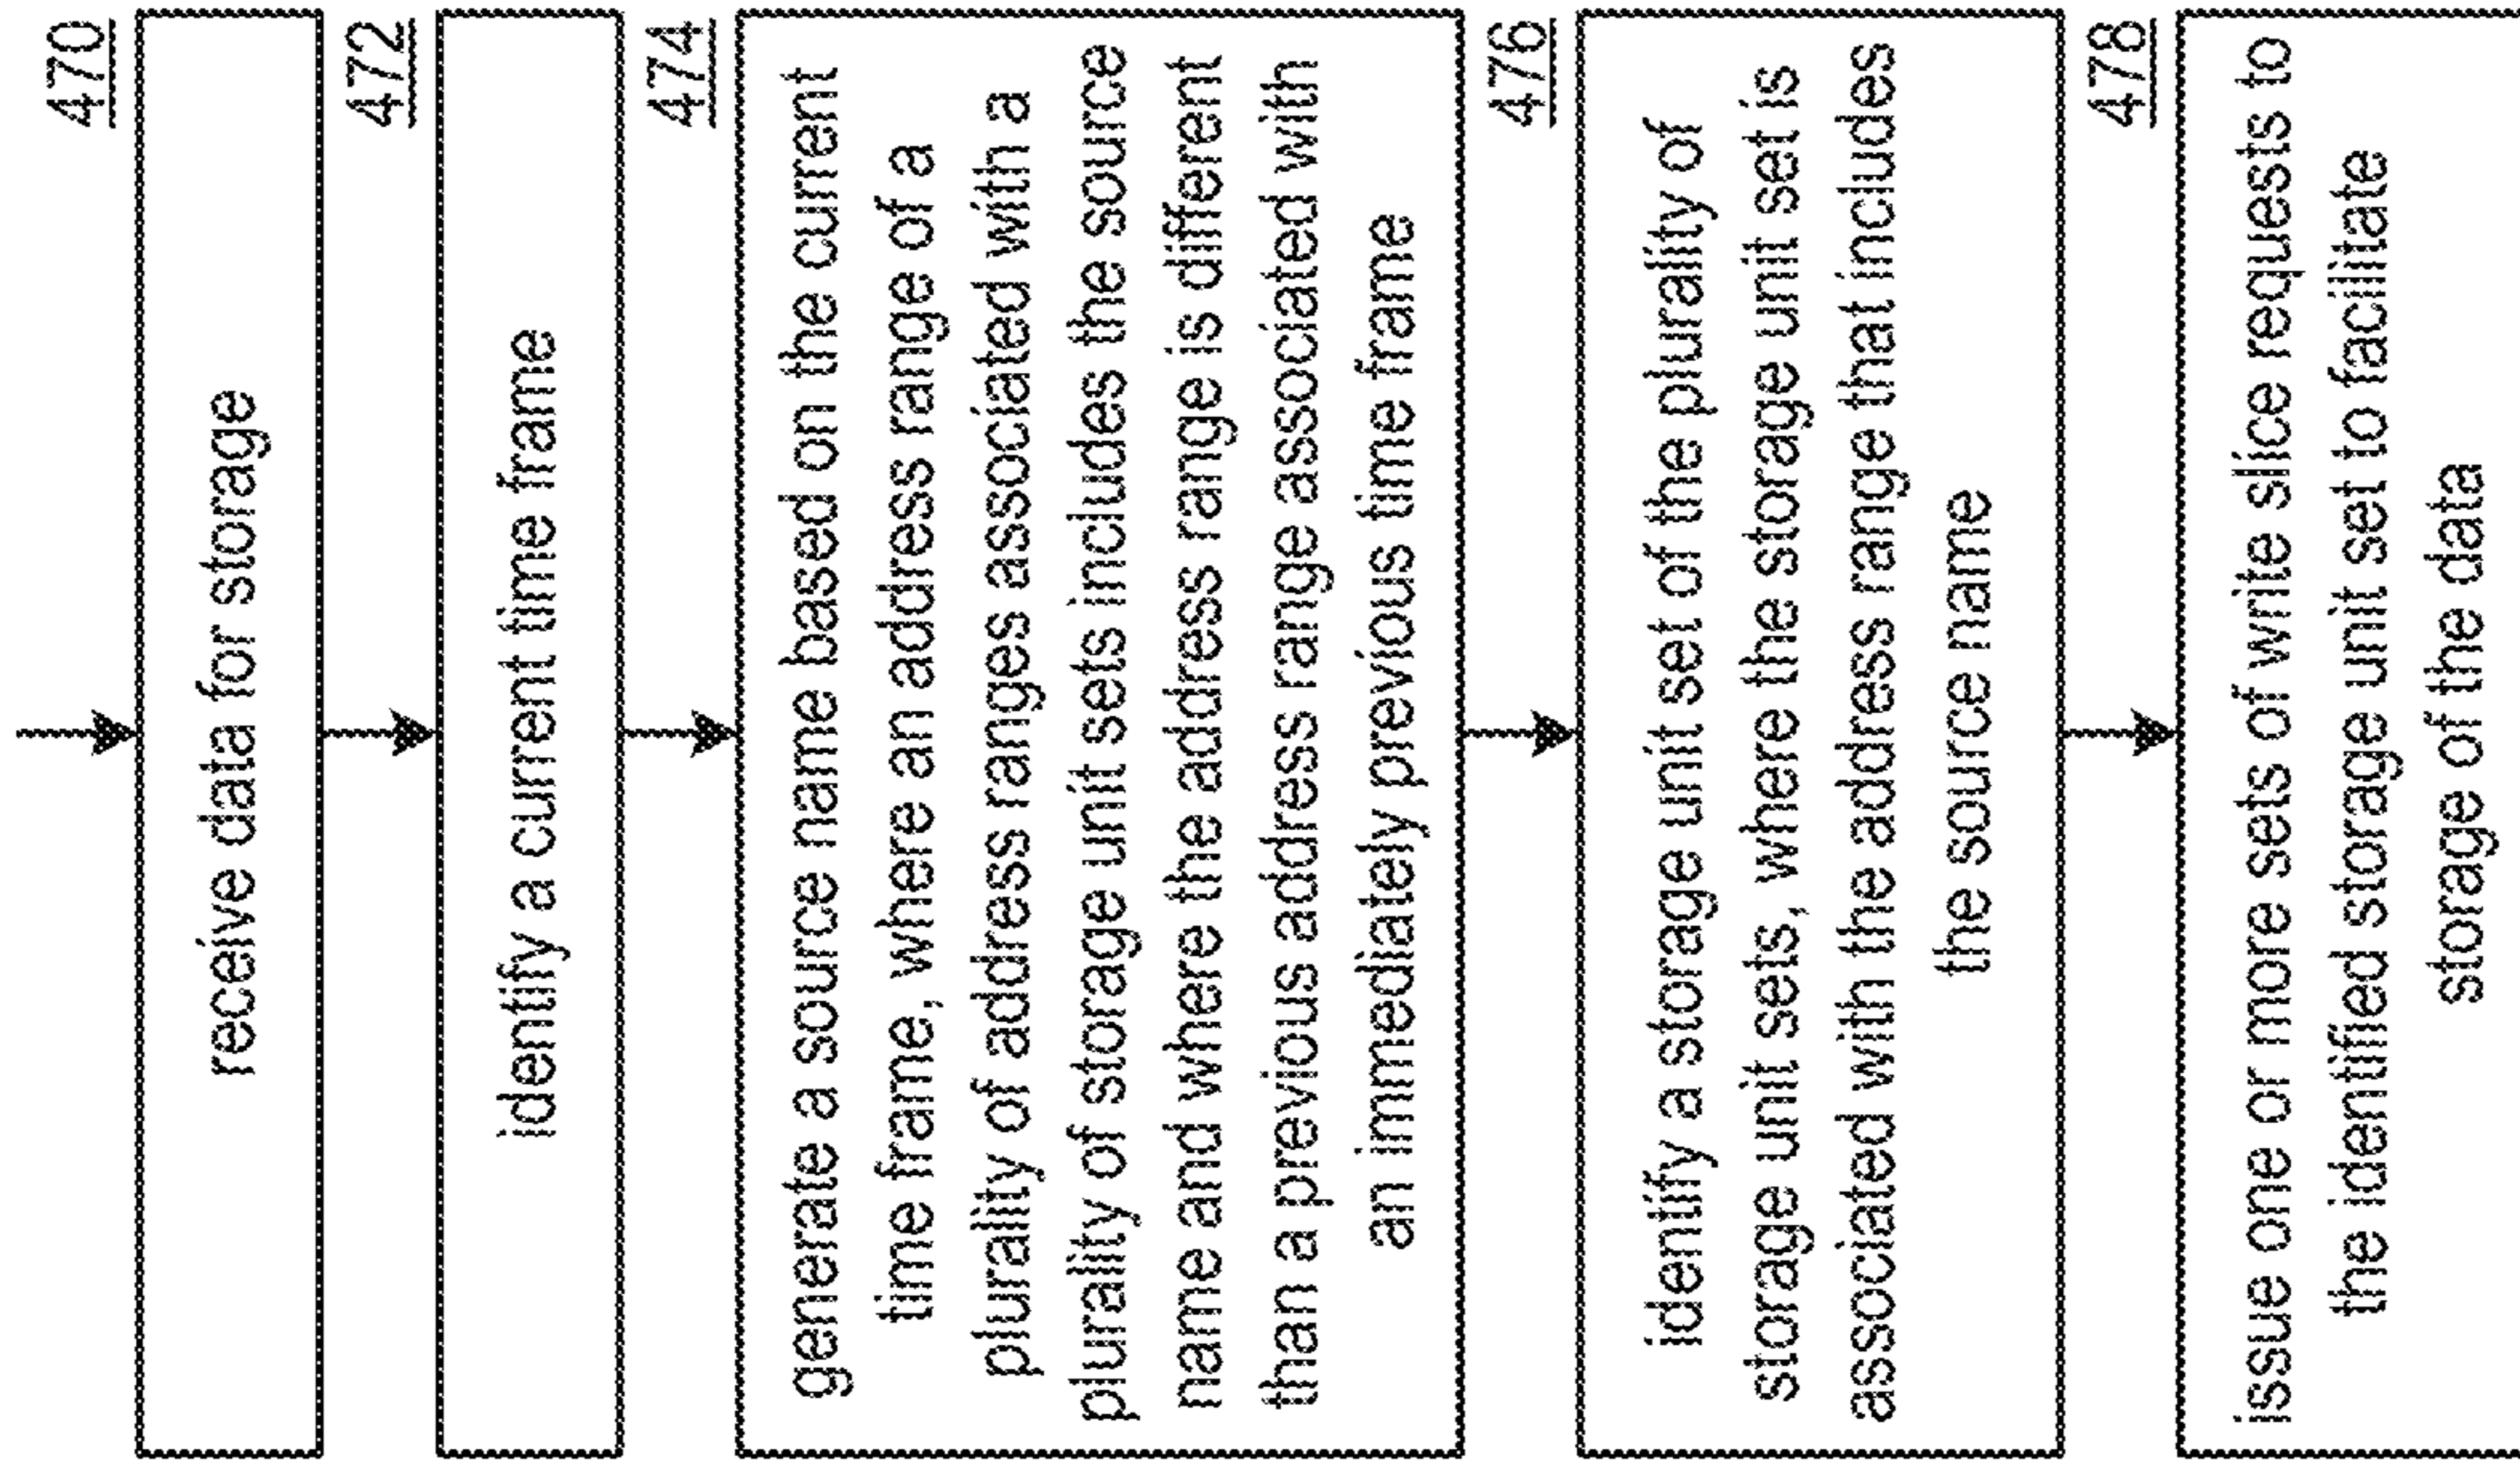 470
receive data for storage
472
identify a current time frame
474
generate a source name based on the current
time frame, where an address range of a
plurality of address ranges associated with a
plurality of storage unit sets includes the source
name and where the address range is different
than a previous address range associated with
an immediately previous time frame
476
identify a storage unit set of the plurality of
storage unit sets, where the storage unit set is
associated with the address range that includes
the source name
478
issue one or more sets of write slice requests to
the identified storage unit set to facilitate
storage of the data